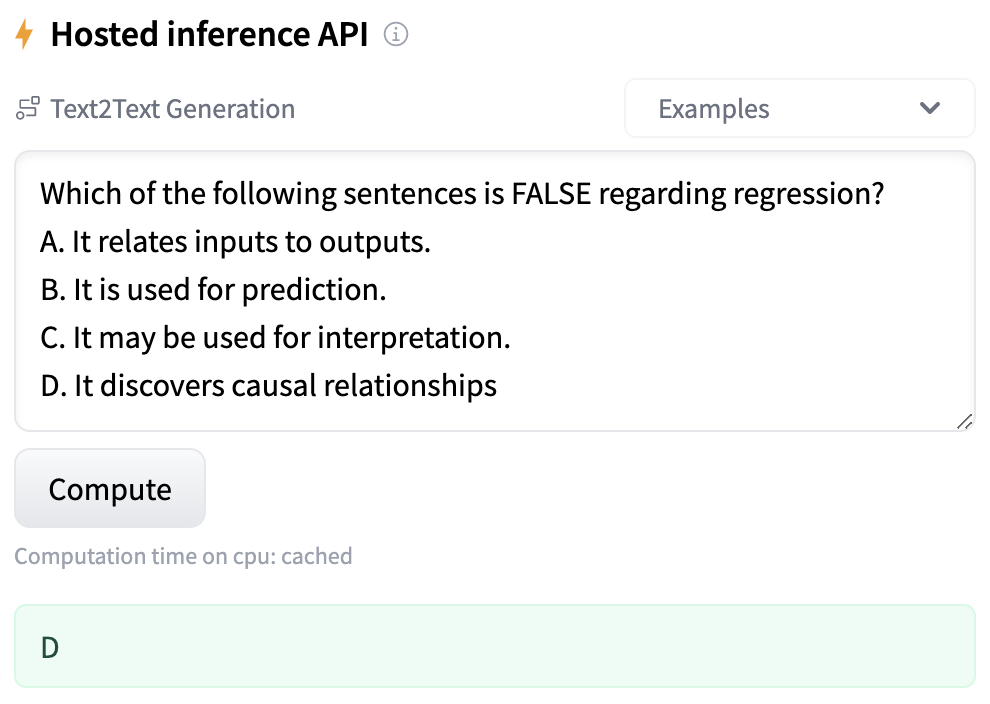 Hosted inference API
Text2Text Generation
Examples
Which of the following sentences is FALSE regarding regression?
A. It relates inputs to outputs.
B. It is used for prediction.
C. It may be used for interpretation.
D. It discovers causal relationships
Compute
Computation time on cpu: cached
D